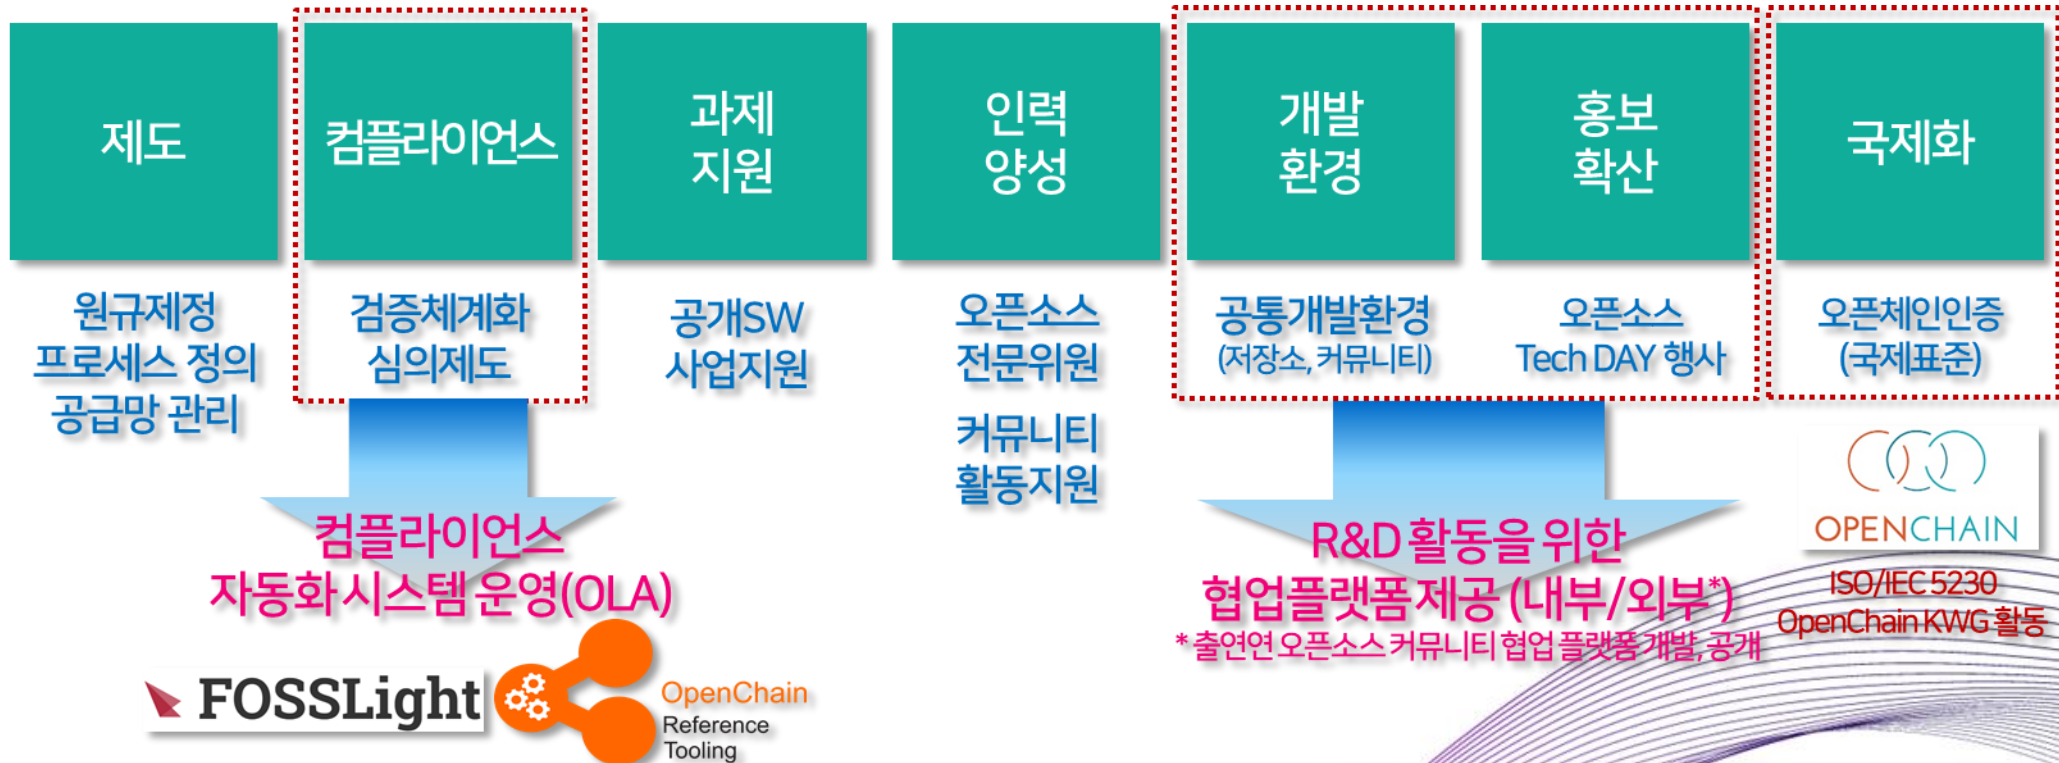 제도
컴플라이언스
과제
지원
인력
양성
개발
환경
홍보
확산
국제화
원규제정
프로세스 정의
공급망 관리
검증체계화
심의제도
공개SW
사업지원
오픈소스
전문위원
커뮤니티
활동지원
공통개발환경
(저장소, 커뮤니티)
오픈소스
Tech DAY 행사
오픈체인인증
(국제표준)
컴플라이언스
자동화 시스템 운영(OLA)
FOSSLight
OpenChain
Reference
Tooling
R&D 활동을 위한
협업플랫폼 제공 (내부/외부*)
* 출연연 오픈소스 커뮤니티 협업 플랫폼 개발, 공개
OPENCHAIN
ISO/IEC 5230
OpenChain KWG 활동